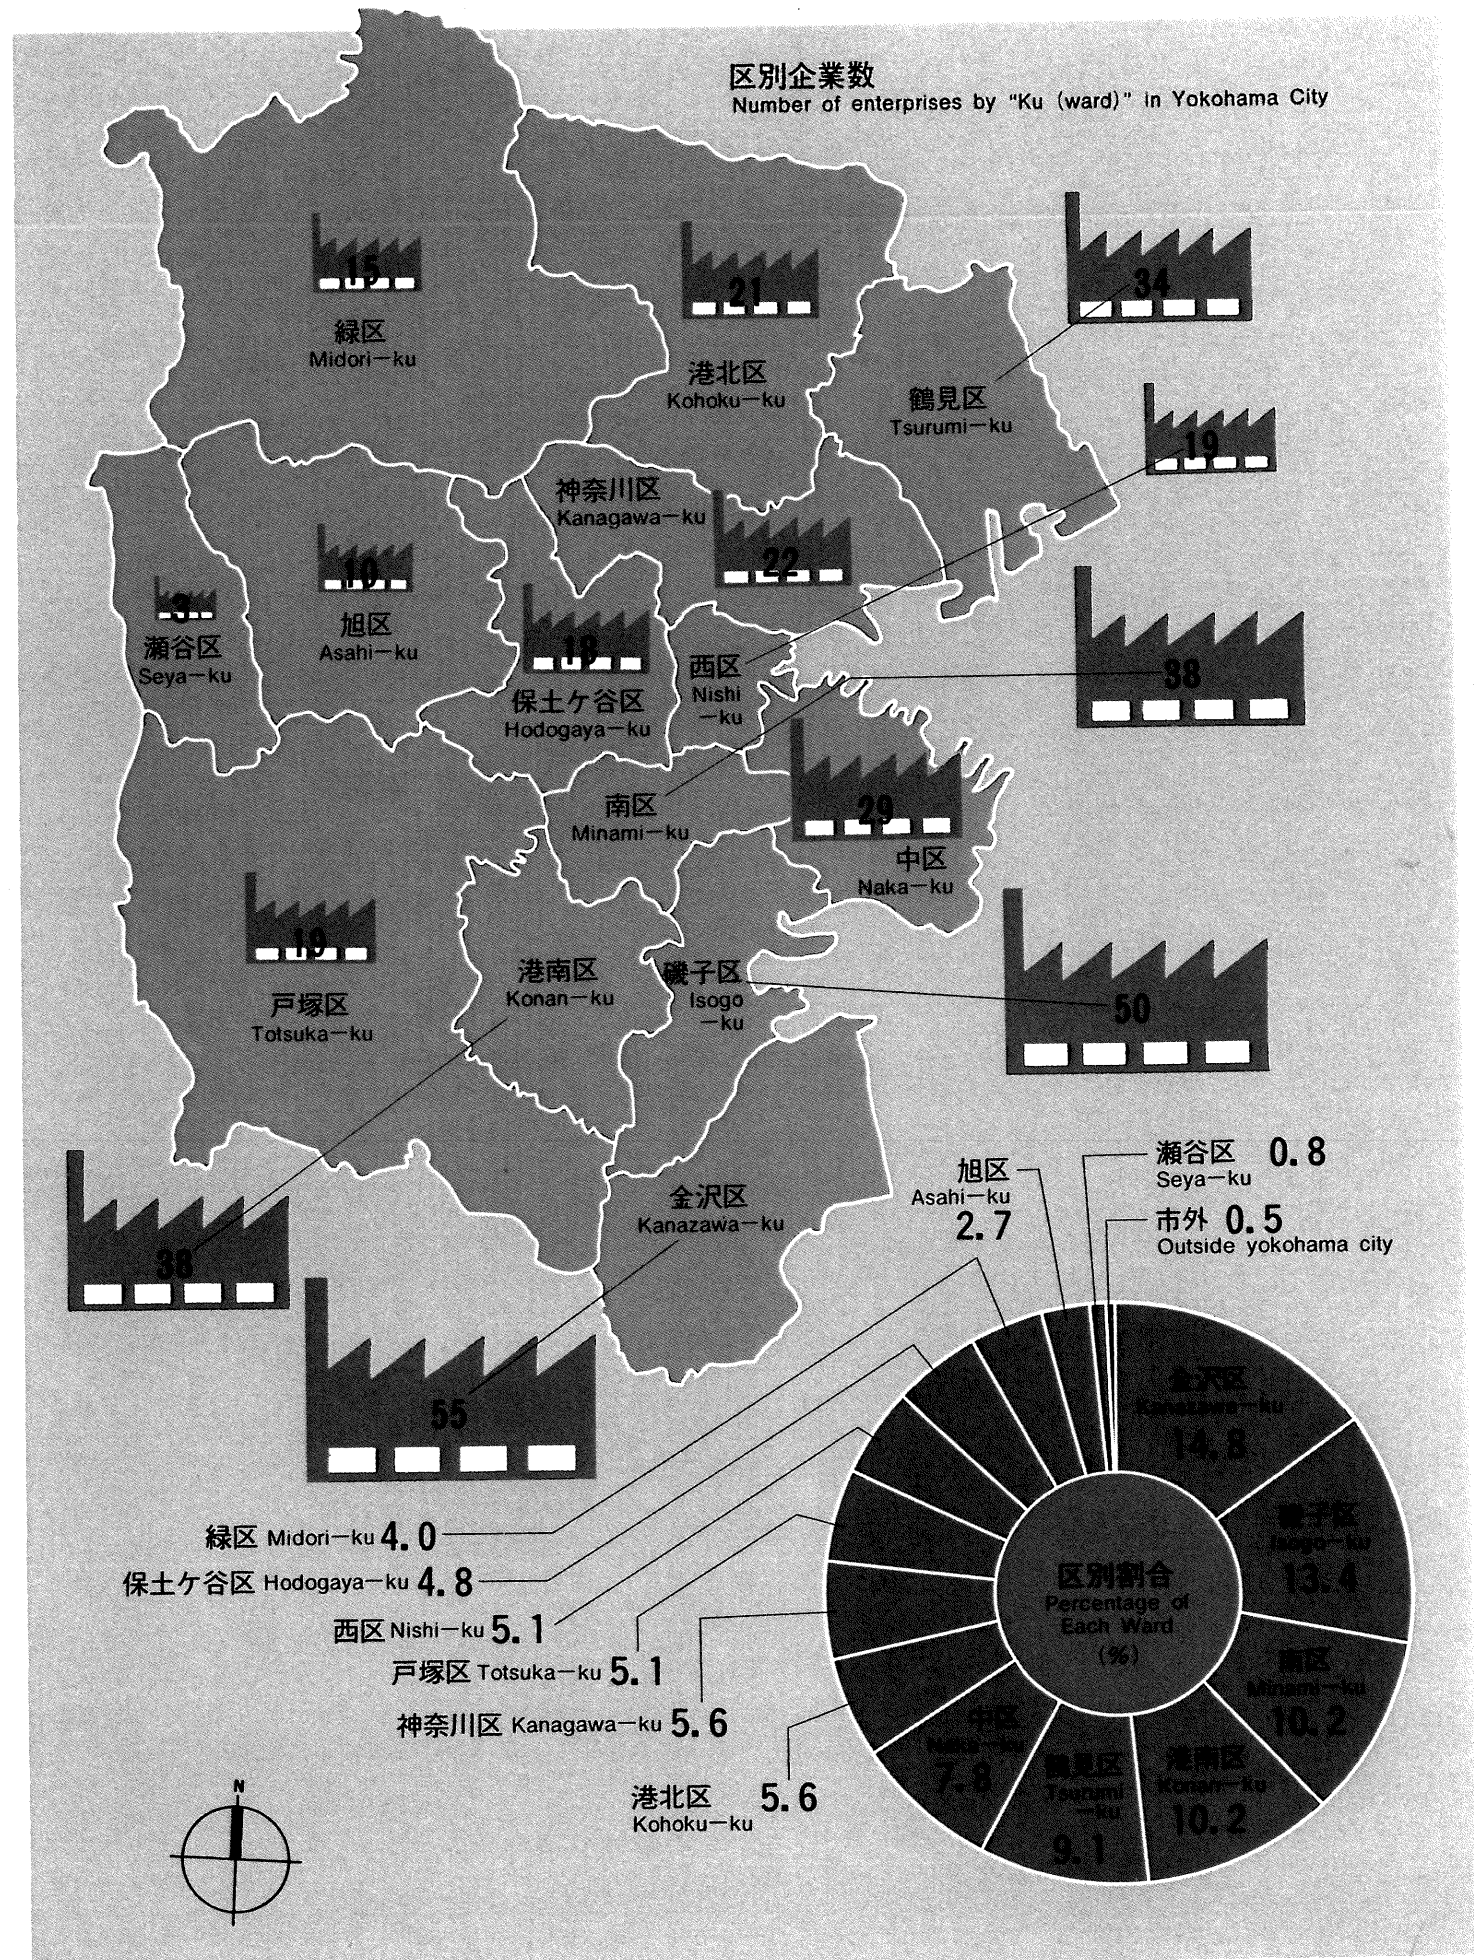 区別企業数
Number of enterprises by “Ku (ward)” in Yokohama City
15
緑区
Midori—ku
21
港北区
Kohoku—ku
34
鶴見区
Tsurumi—ku
19
神奈川区
Kanagawa—ku
22
10
旭区
Asahi—ku
3
瀬谷区
Seya—ku
18
保土ケ谷区
Hodogaya—ku
西区
Nishi
—ku
38
南区
Minami—ku
29
中区
Naka—ku
19
戸塚区
Totsuka—ku
港南区
Konan—ku
磯子区
Isogo
—ku
50
38
金沢区
Kanazawa—ku
55
旭区
Asahi—ku
2.7
瀬谷区 0.8
Seya—ku
市外 0.5
Outside yokohama city
金沢区
Kanazawa—ku
14.8
磯子区
Isogo—ku
13.4
南区
Minami—ku
10.2
港南区
Konan—ku
10.2
鶴見区
Tsurumi
—ku
9.1
中区
Naka—ku
7.8
区別割合
Percentage of
Each Ward
(%)
緑区 Midori—ku 4.0
保土ケ谷区 Hodogaya—ku 4.8
西区 Nishi—ku 5.1
戸塚区 Totsuka—ku 5.1
神奈川区 Kanagawa—ku 5.6
港北区 5.6
Kohoku—ku
N